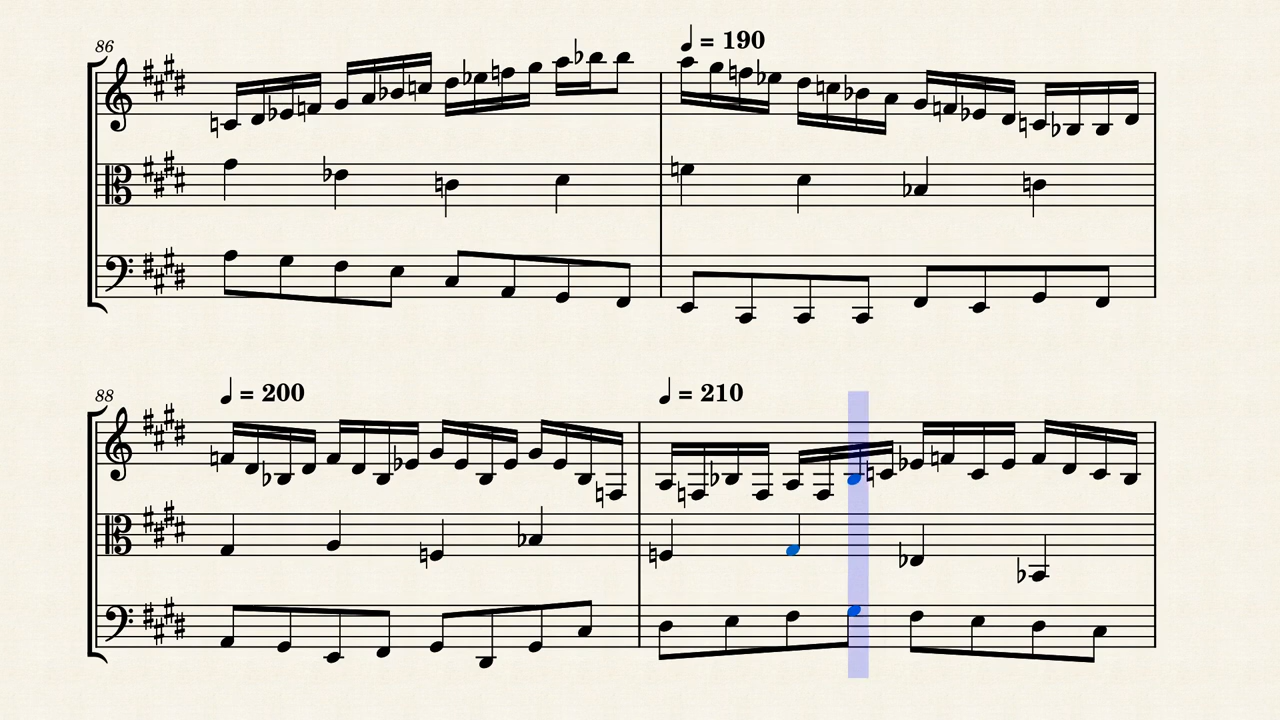 86
♩ = 190
88
♩ = 200
♩ = 210